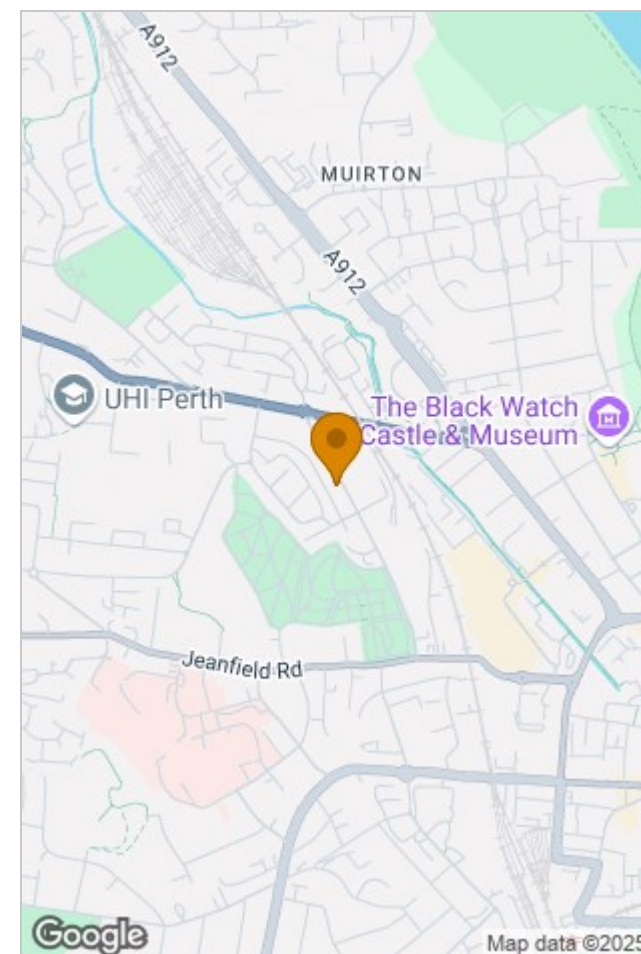 A912
MUIRTON
A912
UHI Perth
The Black Watch
Castle & Museum
Jeanfield Rd
Google
Map data ©2025